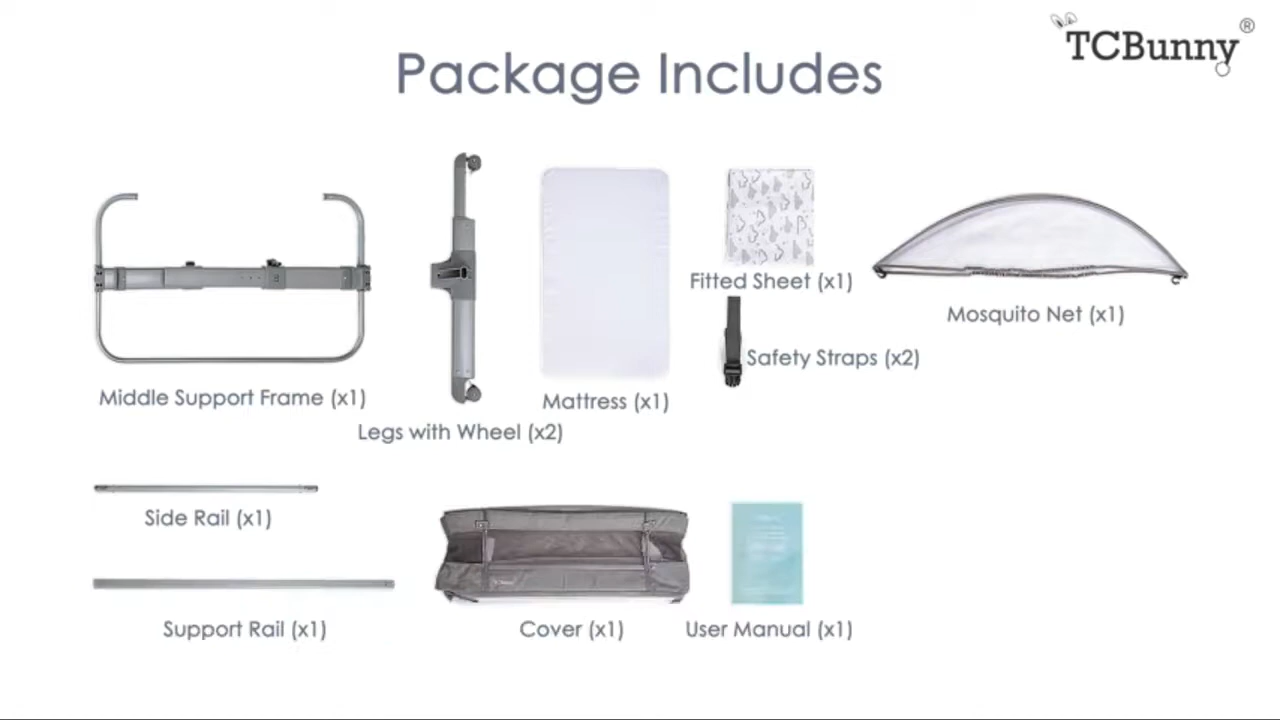 TCBunny®
Package Includes
Fitted Sheet (x1)
Mosquito Net (x1)
Safety Straps (x2)
Middle Support Frame (x1)
Mattress (x1)
Legs with Wheel (x2)
Side Rail (x1)
Support Rail (x1)
Cover (x1)
User Manual (x1)